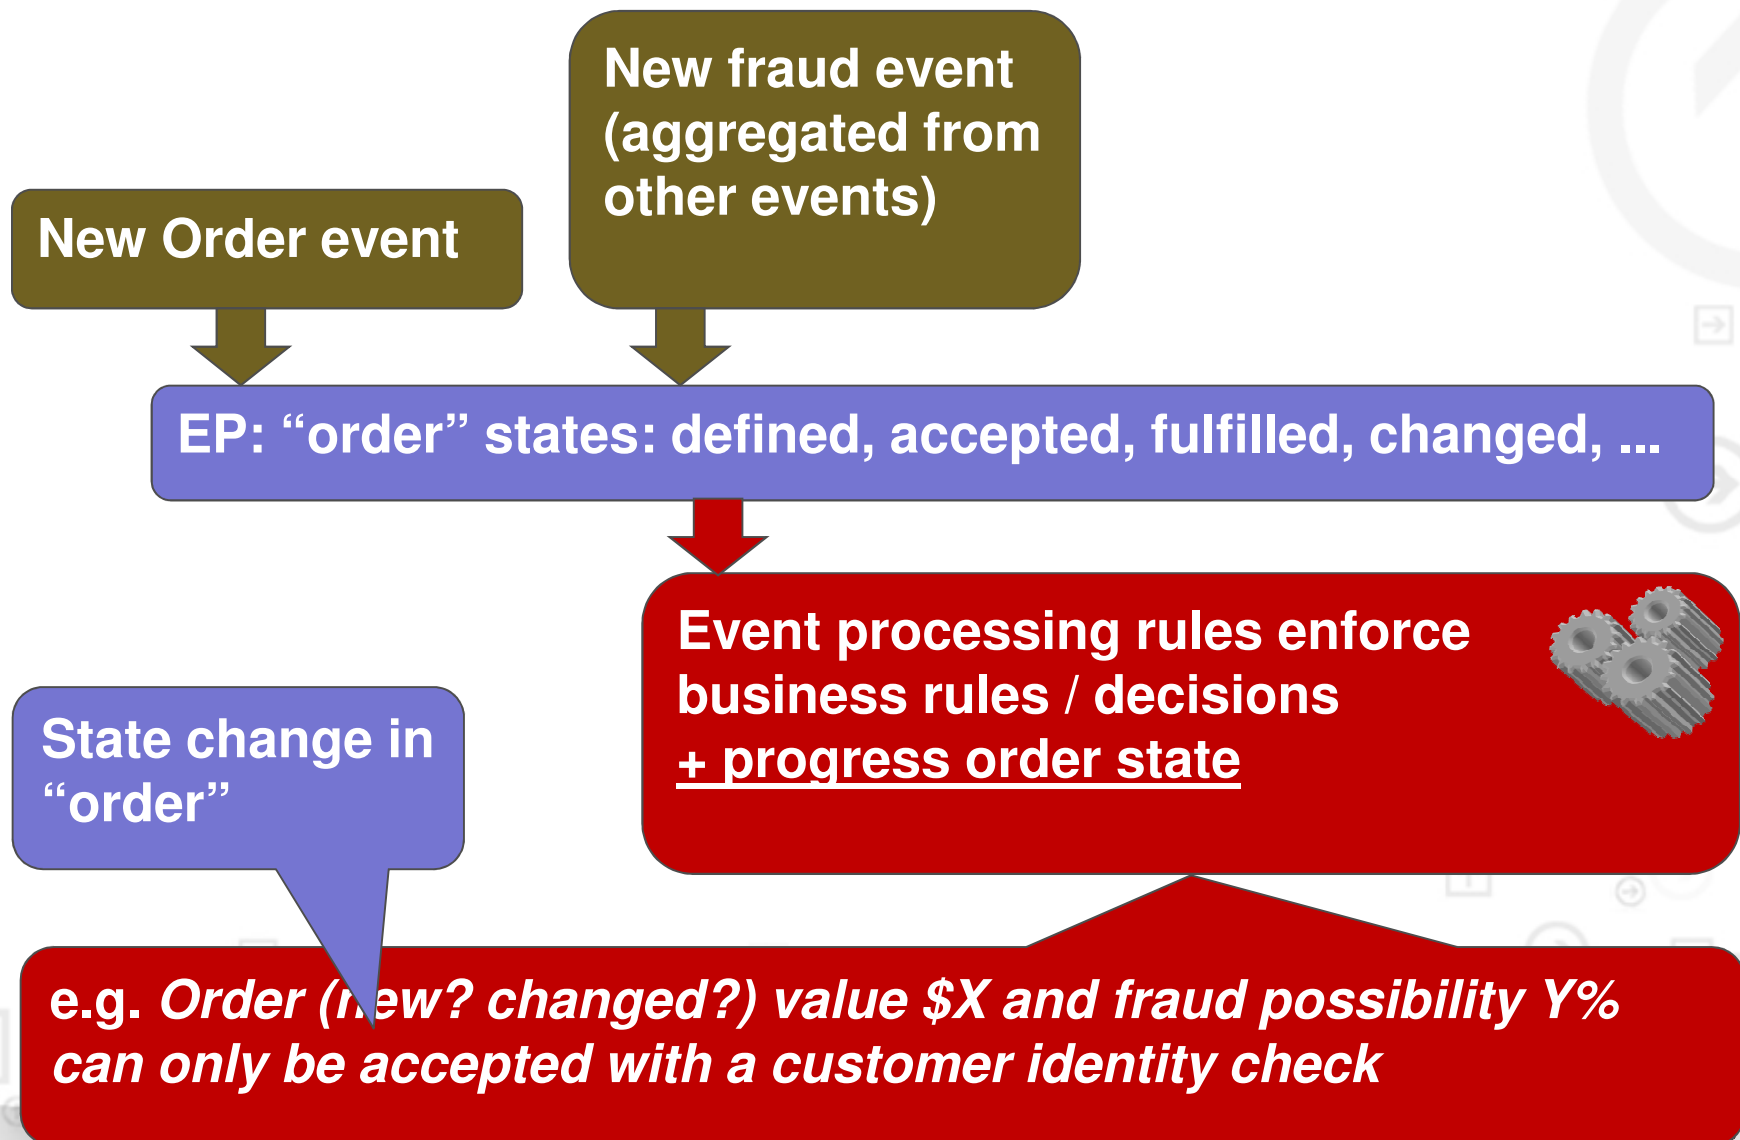 New fraud event
(aggregated from
other events)
New Order event
EP: “order” states: defined, accepted, fulfilled, changed, ...
Event processing rules enforce
business rules / decisions
+ progress order state
State change in
“order”
e.g. Order (new? changed?) value $X and fraud possibility Y%
can only be accepted with a customer identity check